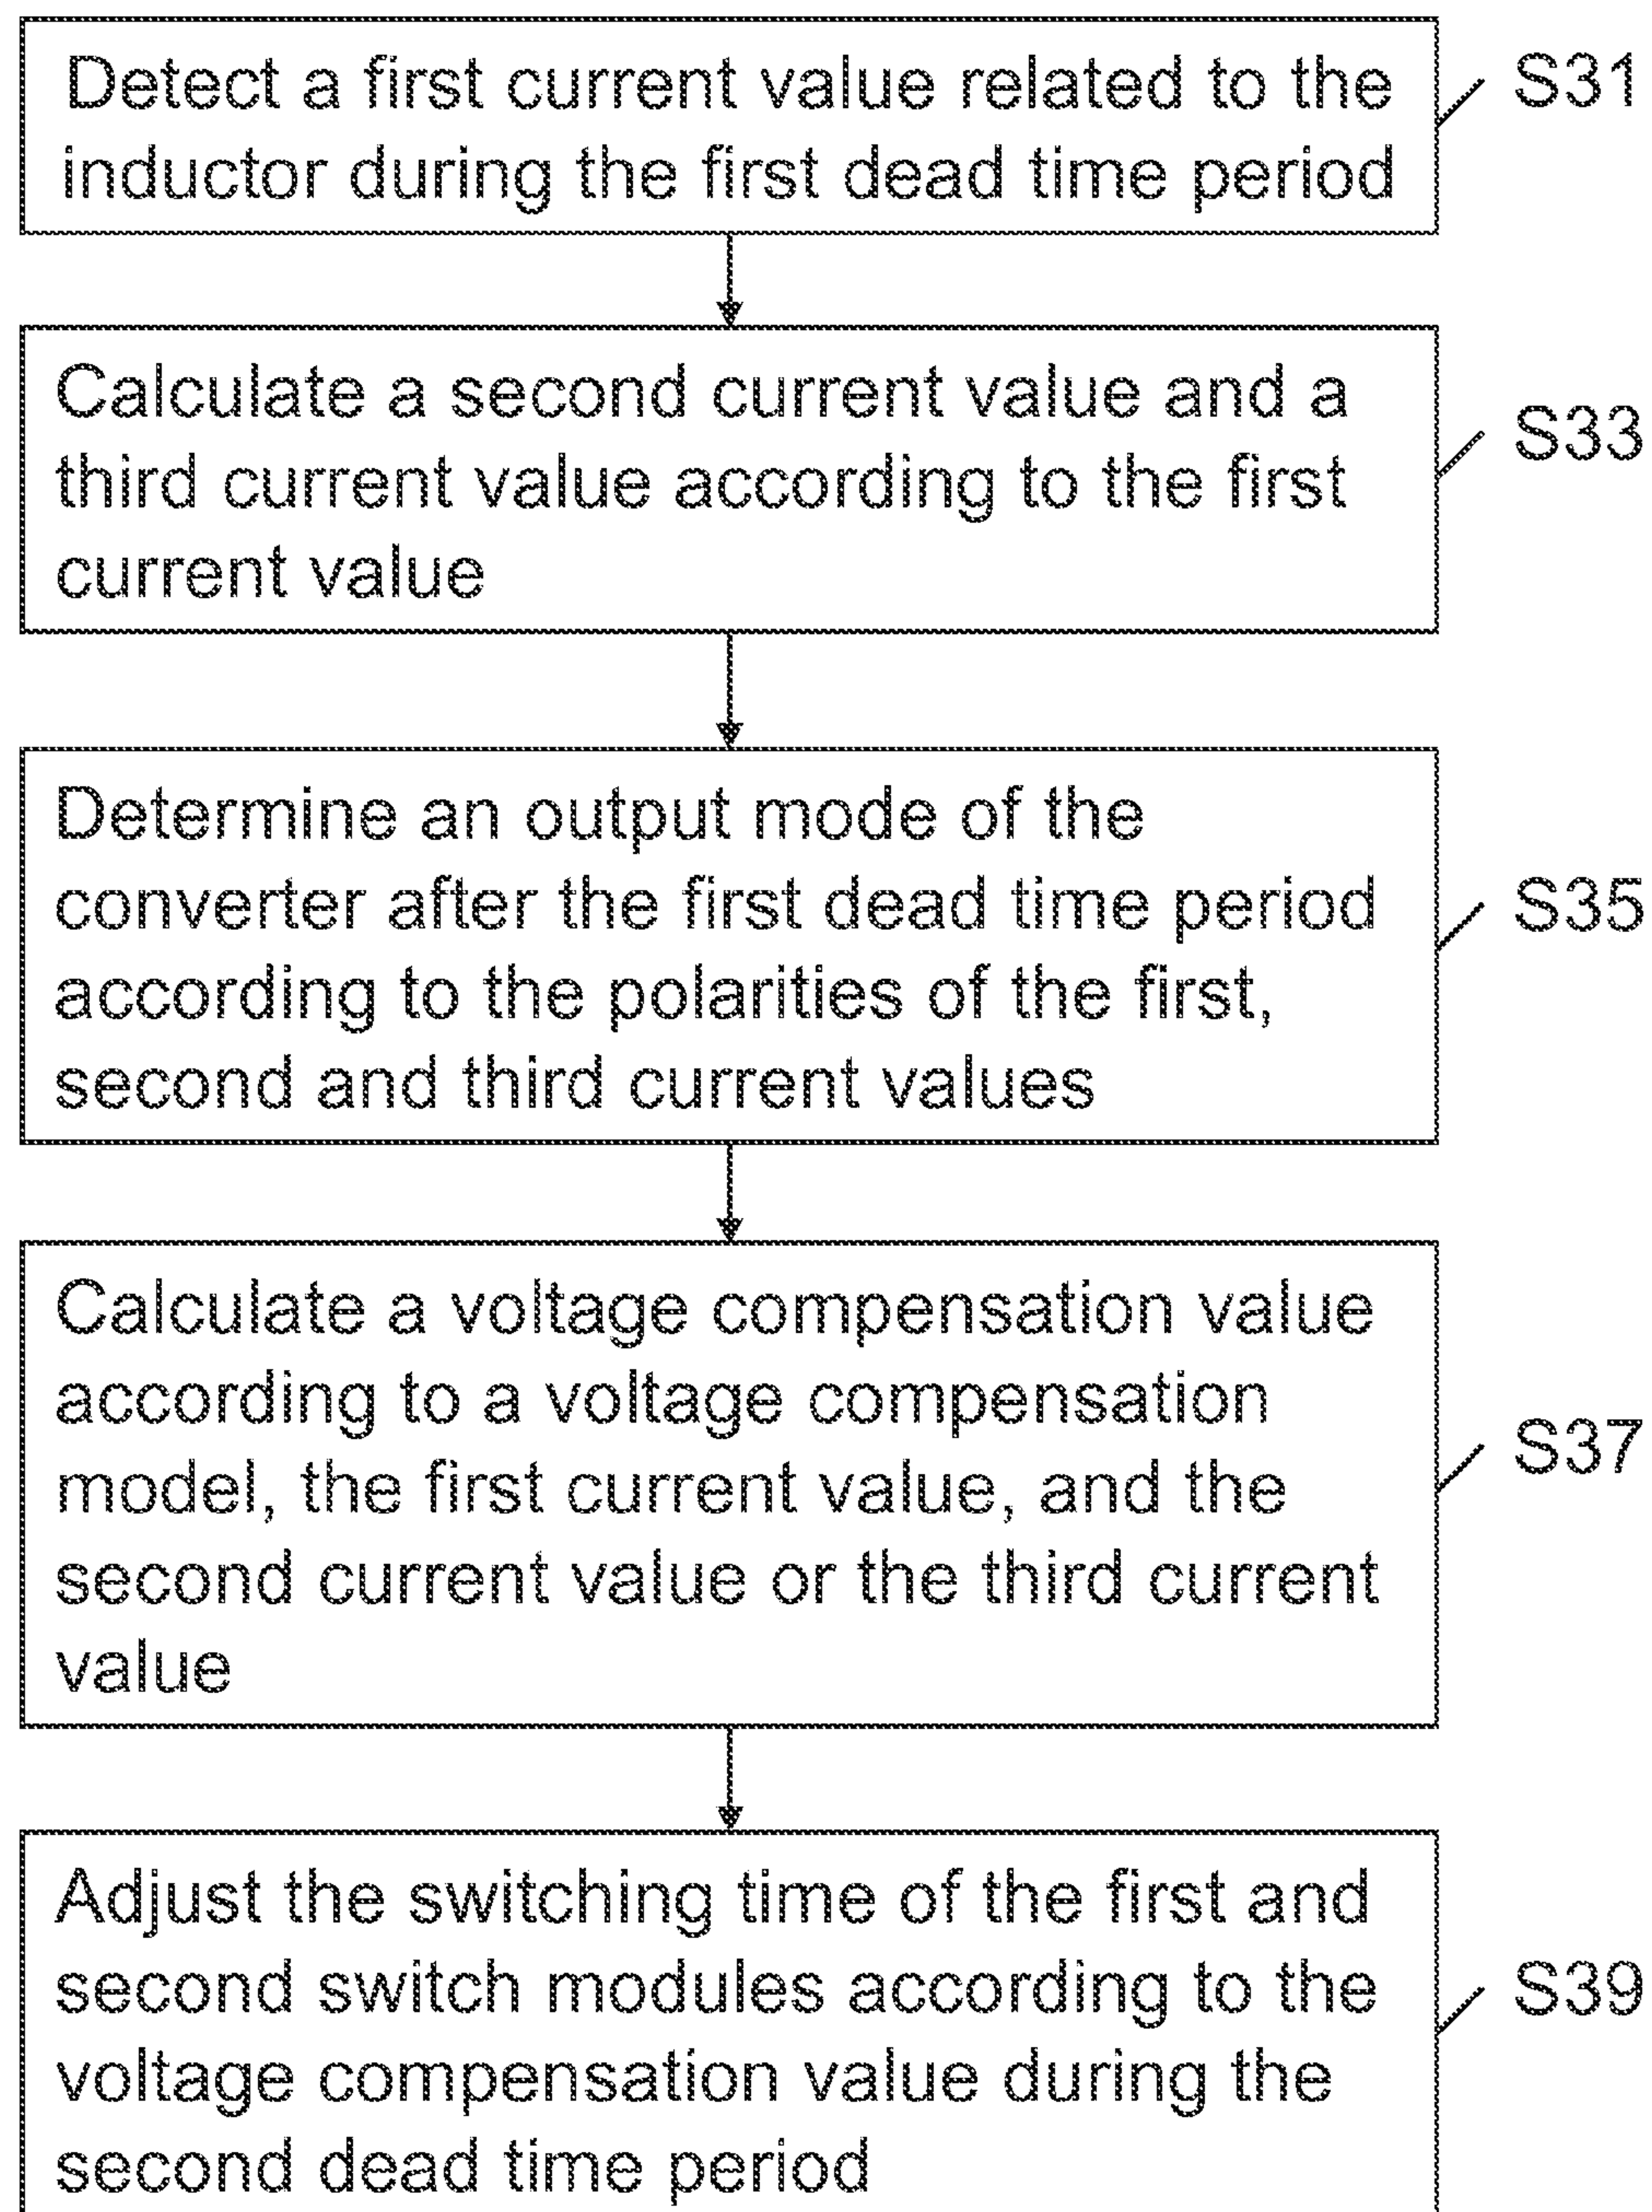 Detect a first current value related to the
inductor during the first dead time period
S31
Calculate a second current value and a
third current value according to the first
current value
S33
Determine an output mode of the
converter after the first dead time period
according to the polarities of the first,
second and third current values
S35
Calculate a voltage compensation value
according to a voltage compensation
model, the first current value, and the
second current value or the third current
value
S37
Adjust the switching time of the first and
second switch modules according to the
voltage compensation value during the
second dead time period
S39